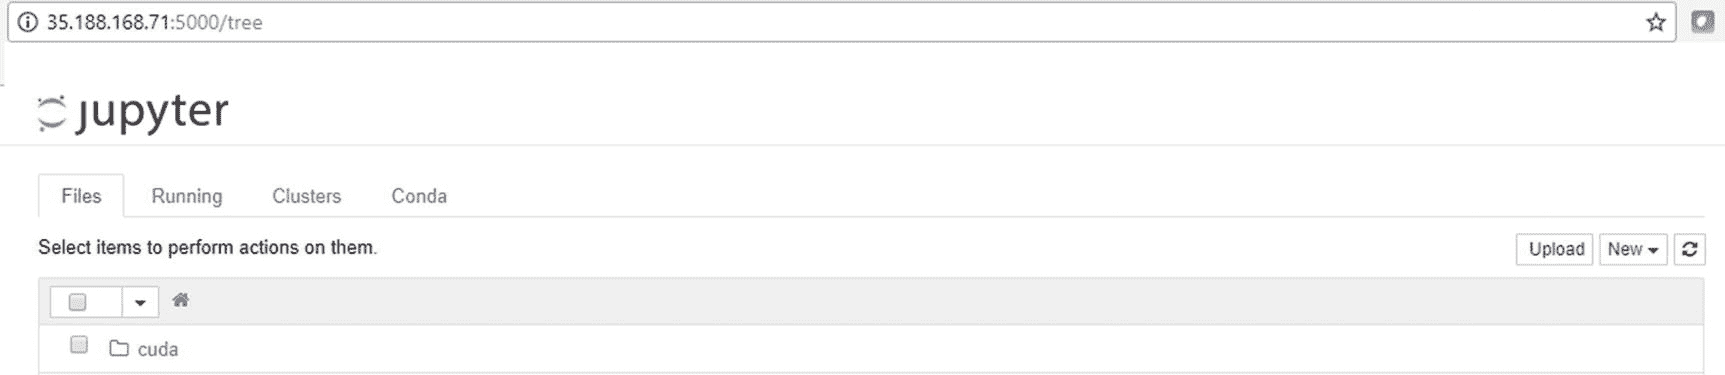 35.188.168.71:5000/tree
jupyter
Files Running Clusters Conda
Select items to perform actions on them. Upload New
cuda